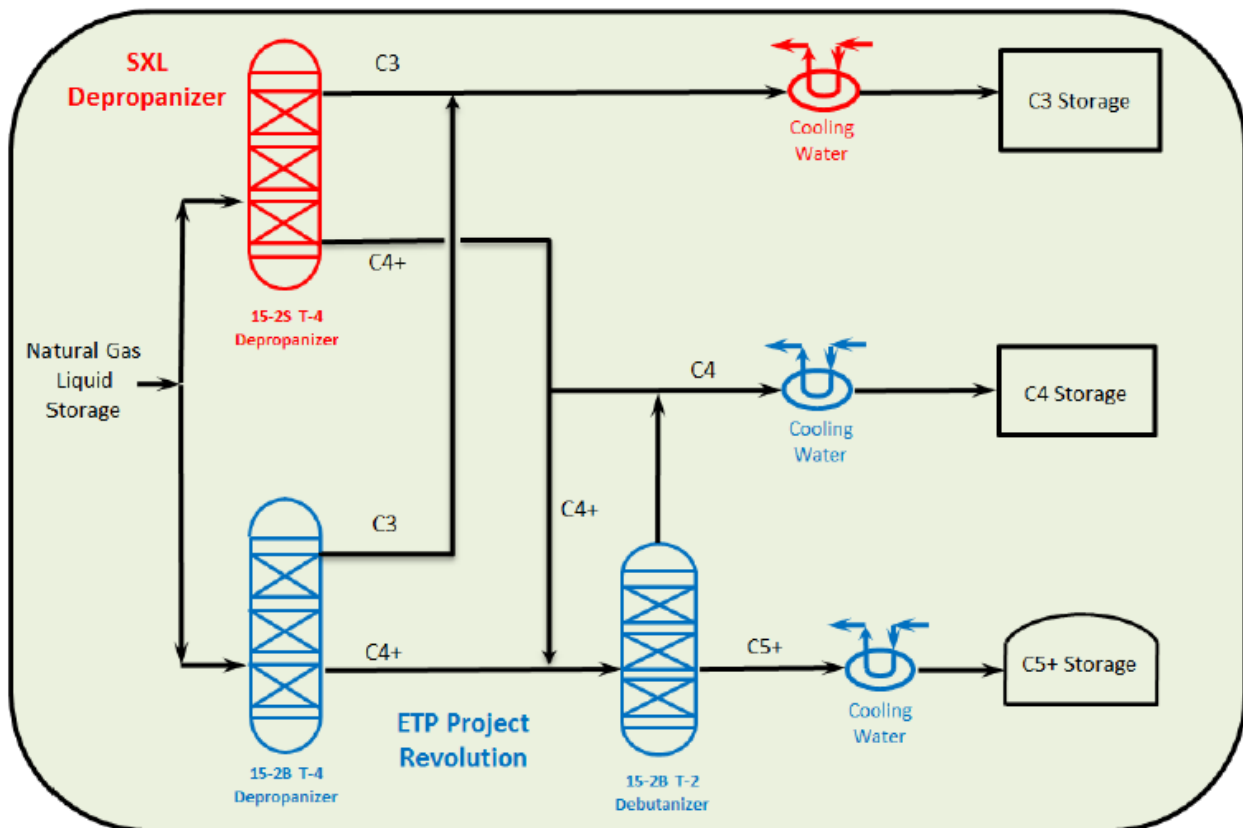 SXL
Depropanizer
C3
Cooling
Water
C3 Storage
C4+
15-2S T-4
Depropanizer
Natural Gas
Liquid
Storage
C4
Cooling
Water
C4 Storage
C3
C4+
C4+
C5+
Cooling
Water
C5+ Storage
ETP Project
Revolution
15-2B T-4
Depropanizer
15-2B T-2
Debutanizer